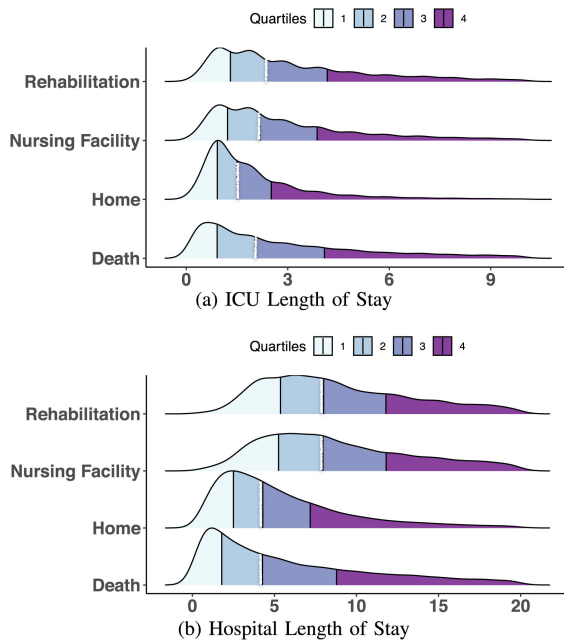 Quartiles 1 2 3 4
Rehabilitation
Nursing Facility
Home
Death
0 3 6 9
(a) ICU Length of Stay
Quartiles 1 2 3 4
Rehabilitation
Nursing Facility
Home
Death
0 5 10 15 20
(b) Hospital Length of Stay